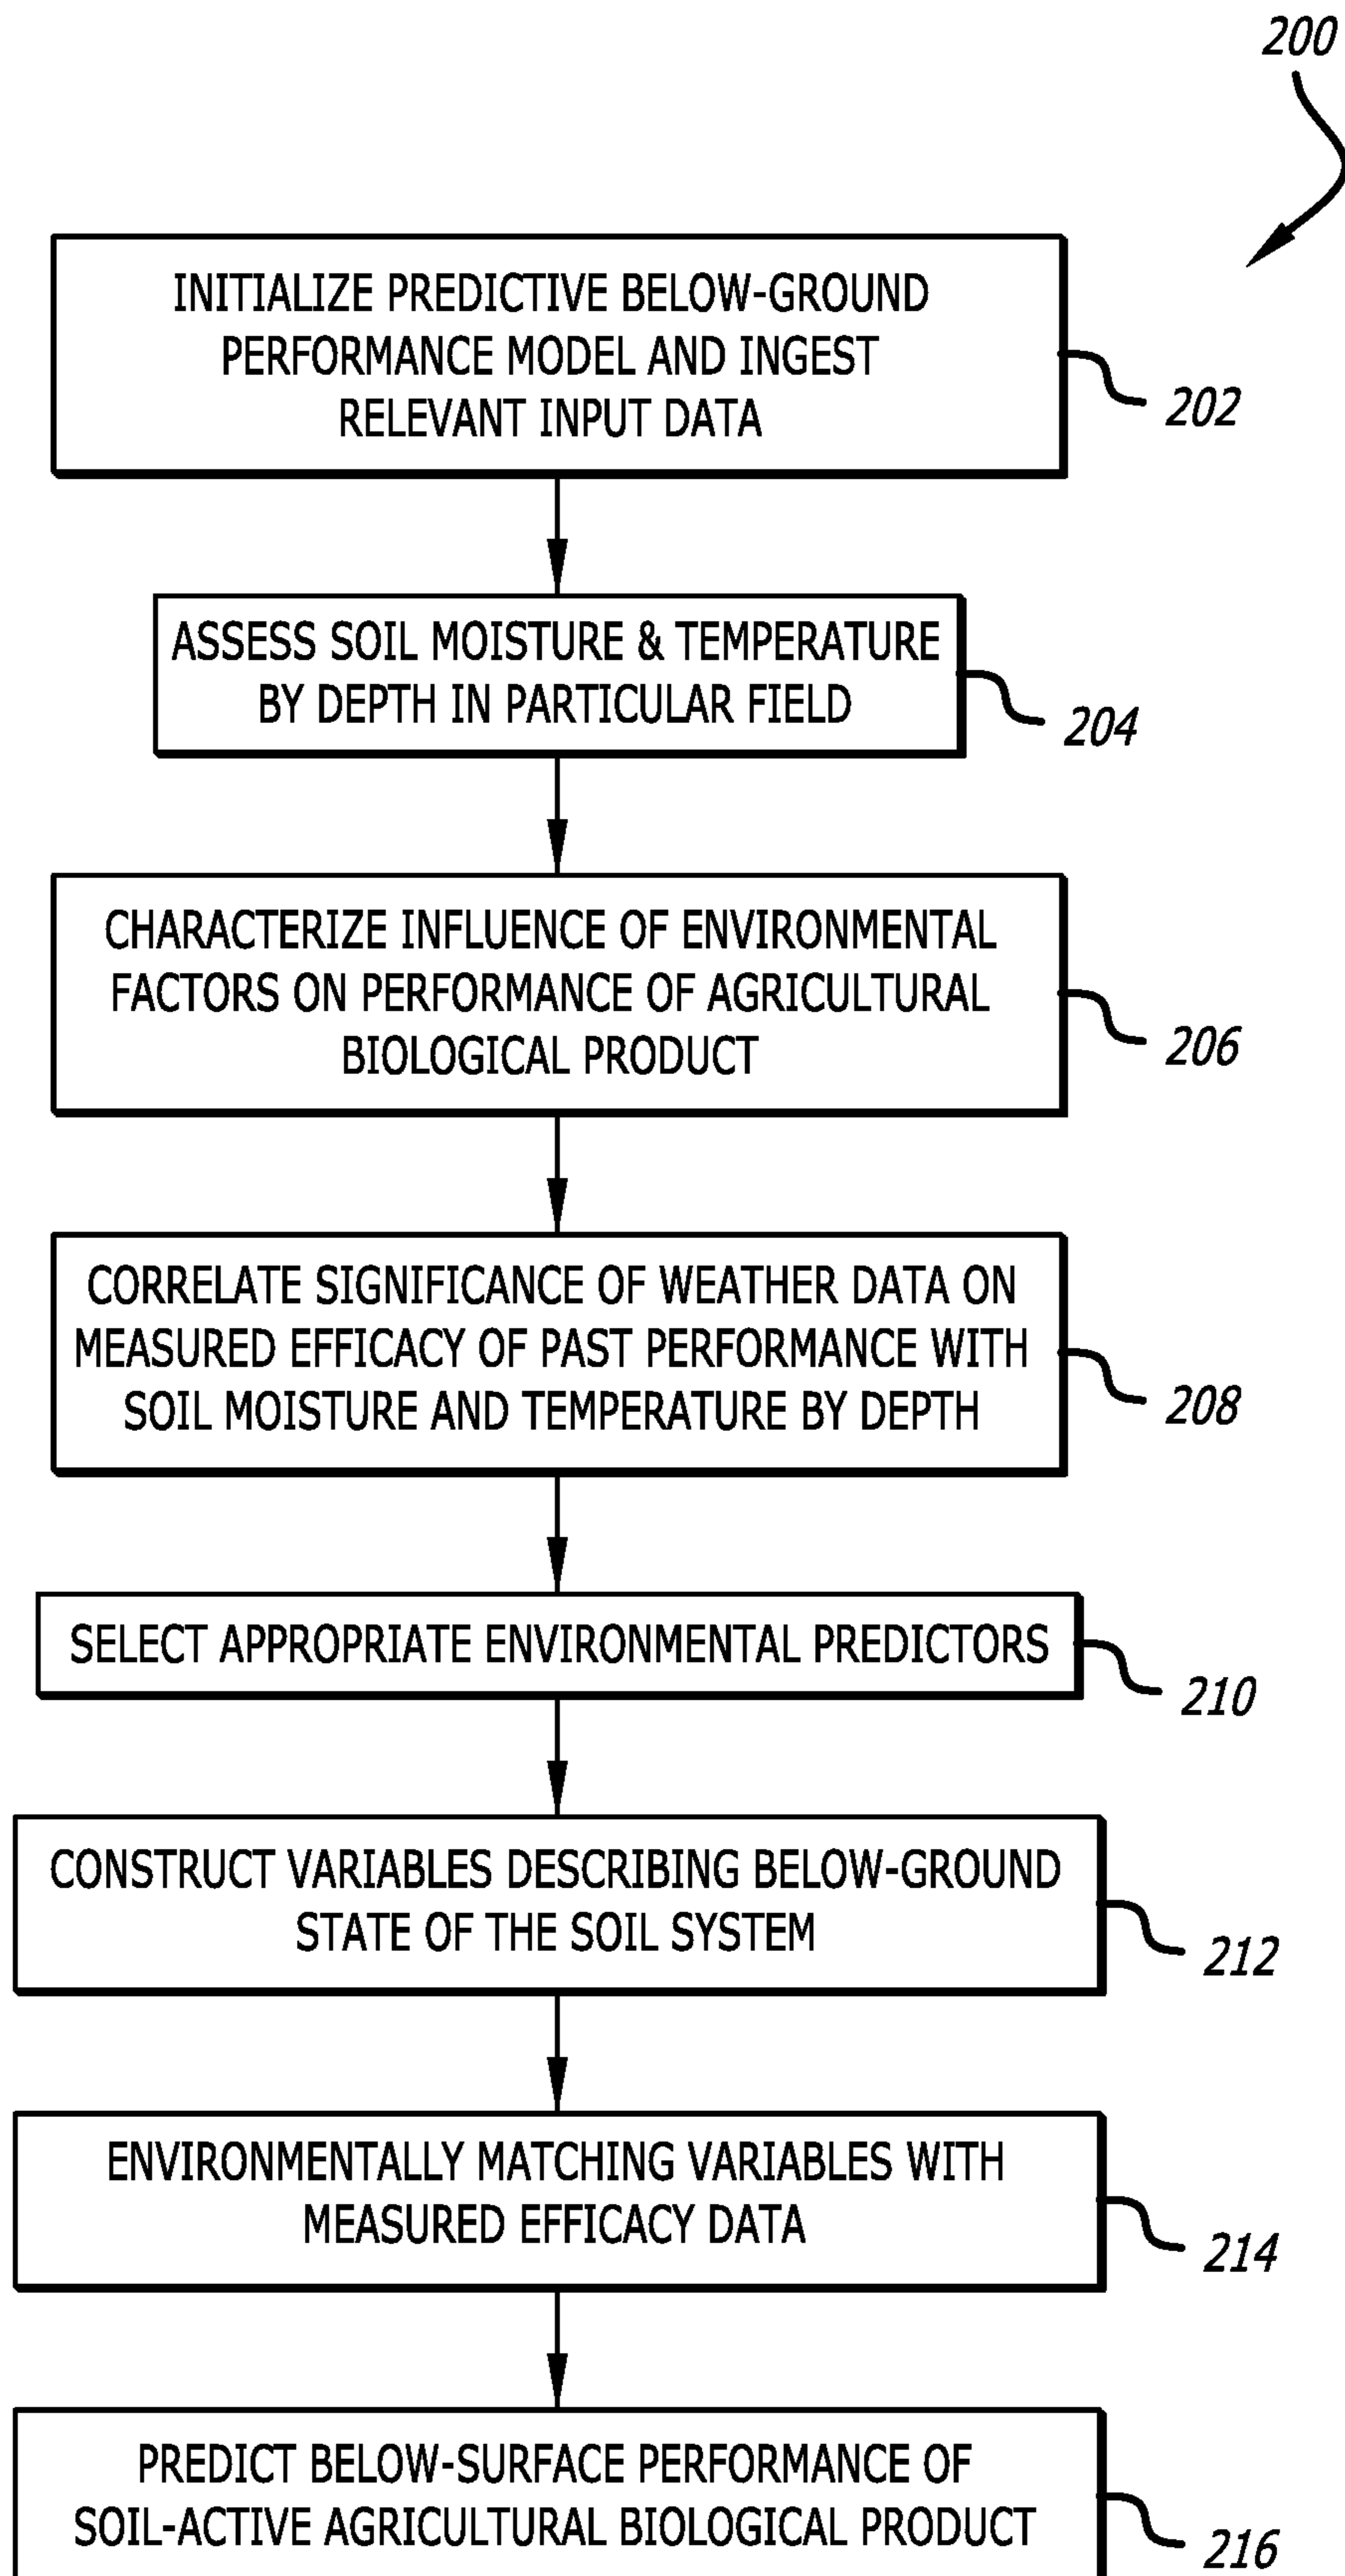 200
INITIALIZE PREDICTIVE BELOW-GROUND
PERFORMANCE MODEL AND INGEST
RELEVANT INPUT DATA
202
ASSESS SOIL MOISTURE & TEMPERATURE
BY DEPTH IN PARTICULAR FIELD
204
CHARACTERIZE INFLUENCE OF ENVIRONMENTAL
FACTORS ON PERFORMANCE OF AGRICULTURAL
BIOLOGICAL PRODUCT
206
CORRELATE SIGNIFICANCE OF WEATHER DATA ON
MEASURED EFFICACY OF PAST PERFORMANCE WITH
SOIL MOISTURE AND TEMPERATURE BY DEPTH
208
SELECT APPROPRIATE ENVIRONMENTAL PREDICTORS
210
CONSTRUCT VARIABLES DESCRIBING BELOW-GROUND
STATE OF THE SOIL SYSTEM
212
ENVIRONMENTALLY MATCHING VARIABLES WITH
MEASURED EFFICACY DATA
214
PREDICT BELOW-SURFACE PERFORMANCE OF
SOIL-ACTIVE AGRICULTURAL BIOLOGICAL PRODUCT
216